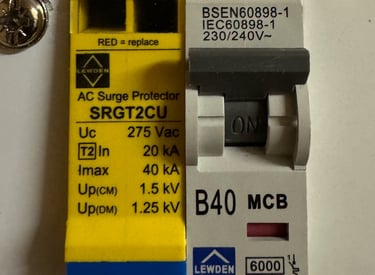 RED = replace
LEWDEN
AC Surge Protector
SRGT2CU
Uc 275 Vac
T2 In 20 kA
Imax 40 kA
Up(CM) 1.5 kV
Up(DM) 1.25 kV
BSEN60898-1
IEC60898-1
230/240V~
ON
B40 MCB
LEWDEN
6000